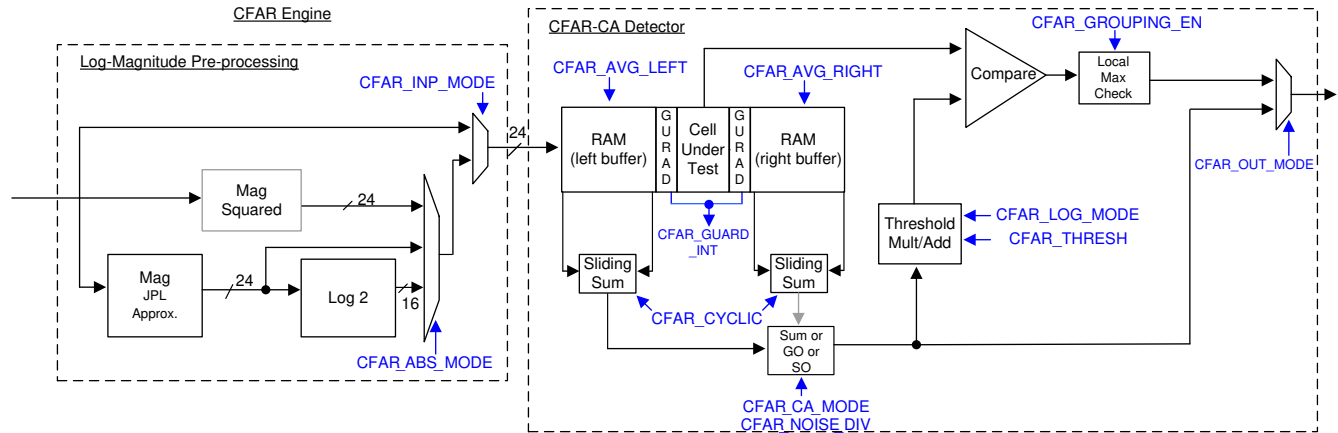 CFAR Engine
CFAR-CA Detector
CFAR_GROUPING_EN
Log-Magnitude Pre-processing
CFAR_INP_MODE
CFAR_AVG_LEFT
CFAR_AVG_RIGHT
Compare
Local
Max
Check
24
RAM
(left buffer)
GURAD
Cell
Under
Test
GURAD
RAM
(right buffer)
CFAR_OUT_MODE
Mag
Squared
24
CFAR_GUARD
_INT
Threshold
Mult/Add
CFAR_LOG_MODE
CFAR_THRESH
Mag
JPL
Approx.
24
Log 2
16
Sliding
Sum
Sliding
Sum
CFAR_CYCLIC
CFAR_ABS_MODE
Sum or
GO or
SO
CFAR_CA_MODE
CFAR_NOISE_DIV